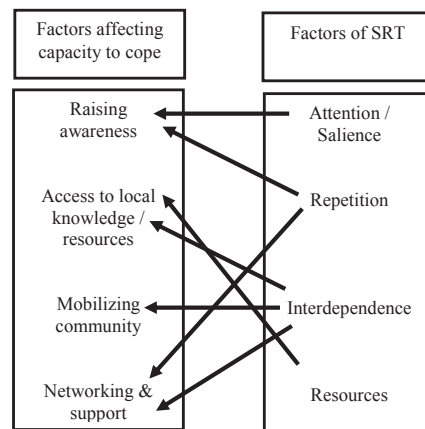 Factors affecting
capacity to cope
Factors of SRT
Raising
awareness
Access to local
knowledge /
resources
Mobilizing
community
Networking &
support
Attention /
Salience
Repetition
Interdependence
Resources